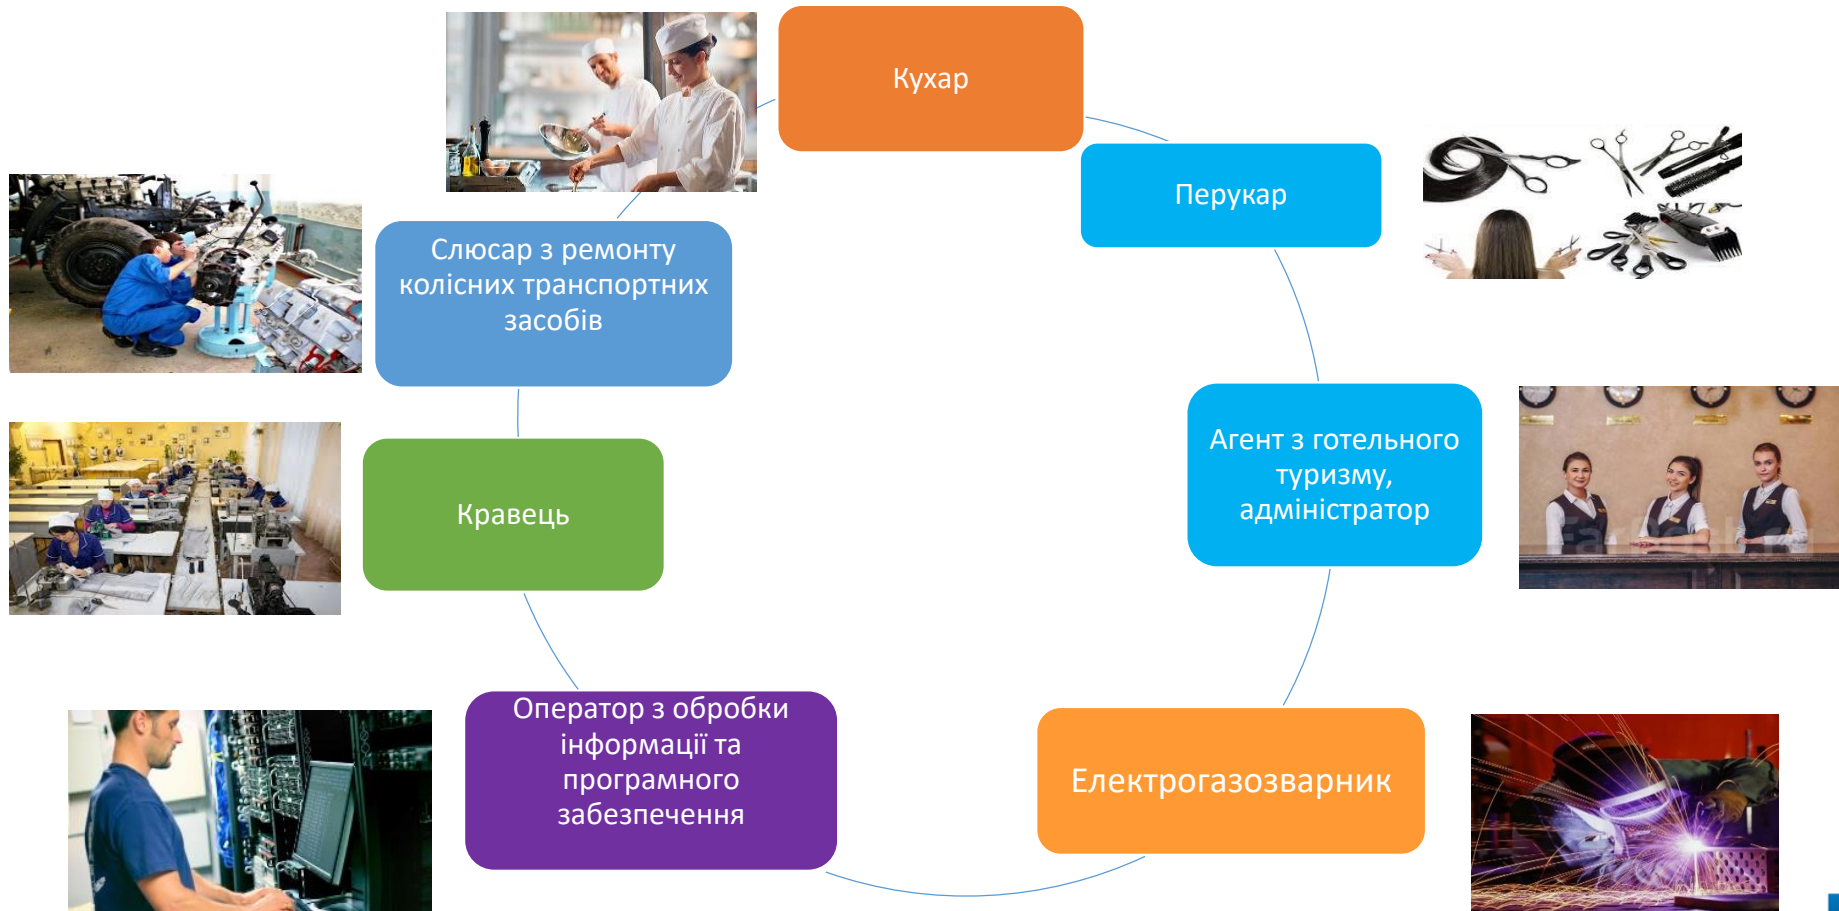 Кухар
Перукар
Слюсар з ремонту
колісних транспортних
засобів
Агент з готельного
туризму,
адміністратор
Кравець
Оператор з обробки
інформації та
програмного
забезпечення
Електрогазозварник